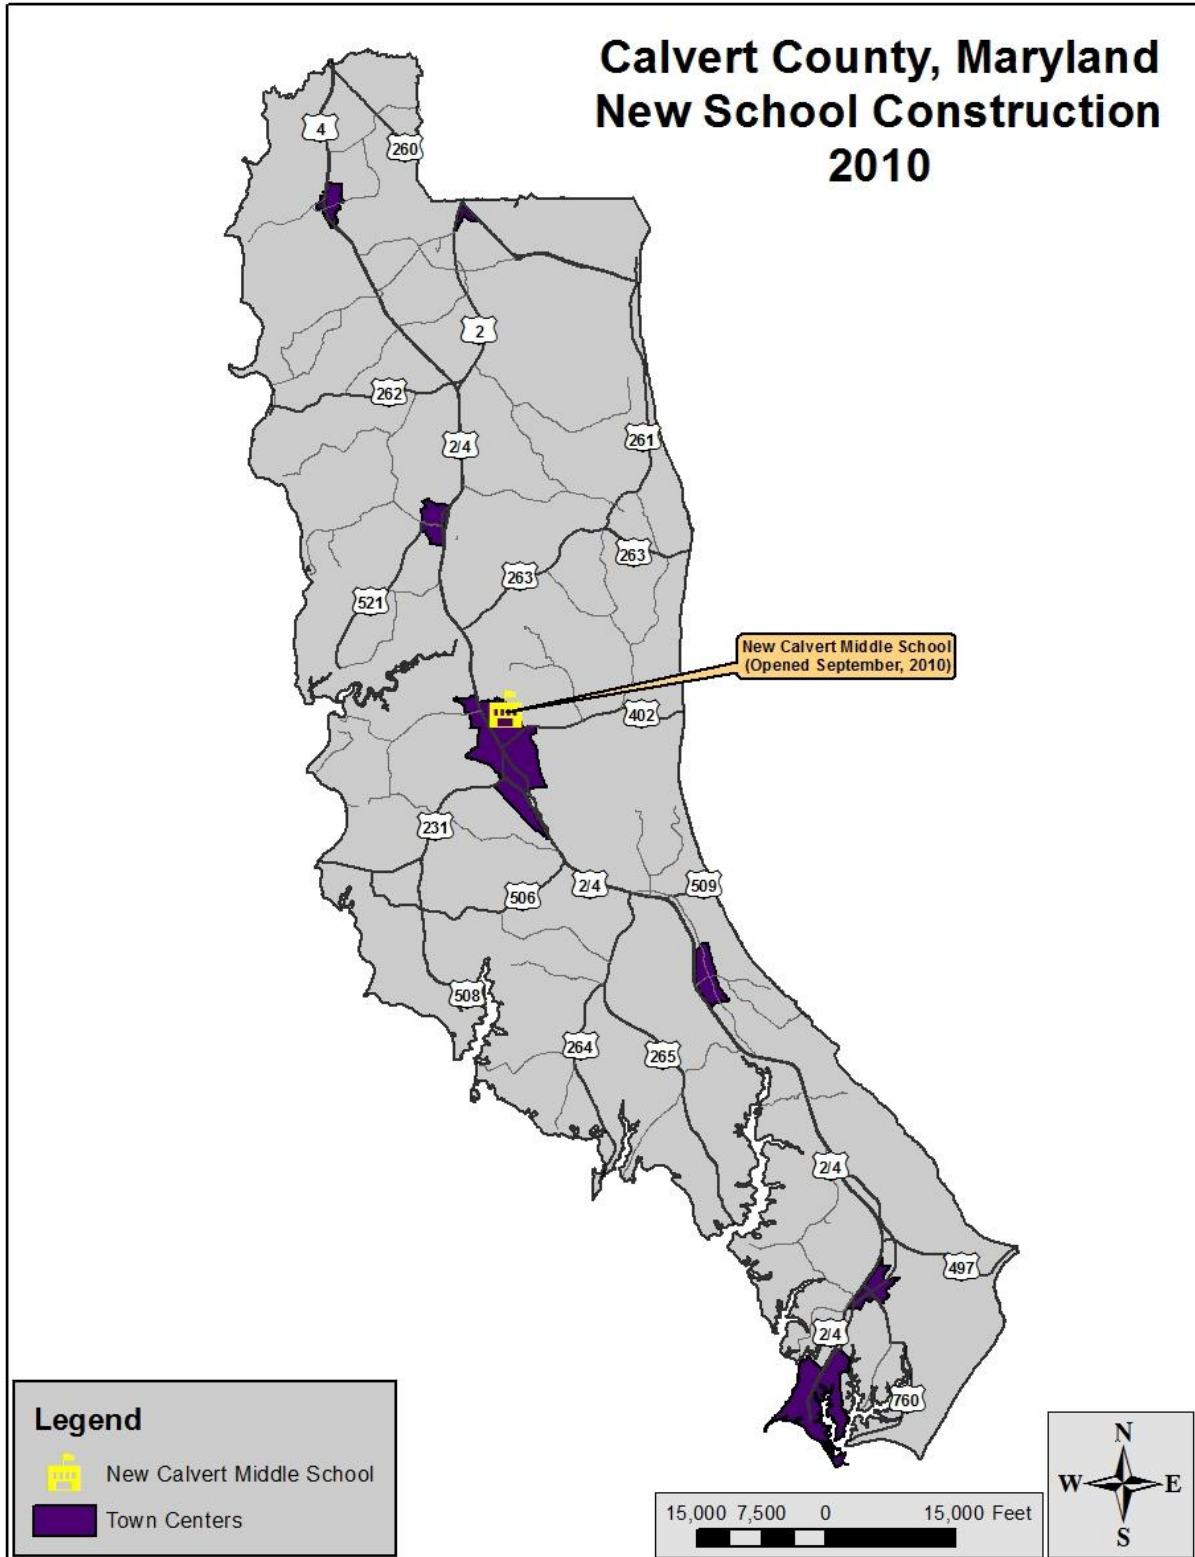 Calvert County, Maryland
New School Construction
2010
4
260
2
262
2/4
261
263
263
521
New Calvert Middle School
(Opened September, 2010)
402
231
506
2/4
509
508
264
265
2/4
497
2/4
760
Legend
New Calvert Middle School
Town Centers
15,000 7,500 0 15,000 Feet
N
W E
S